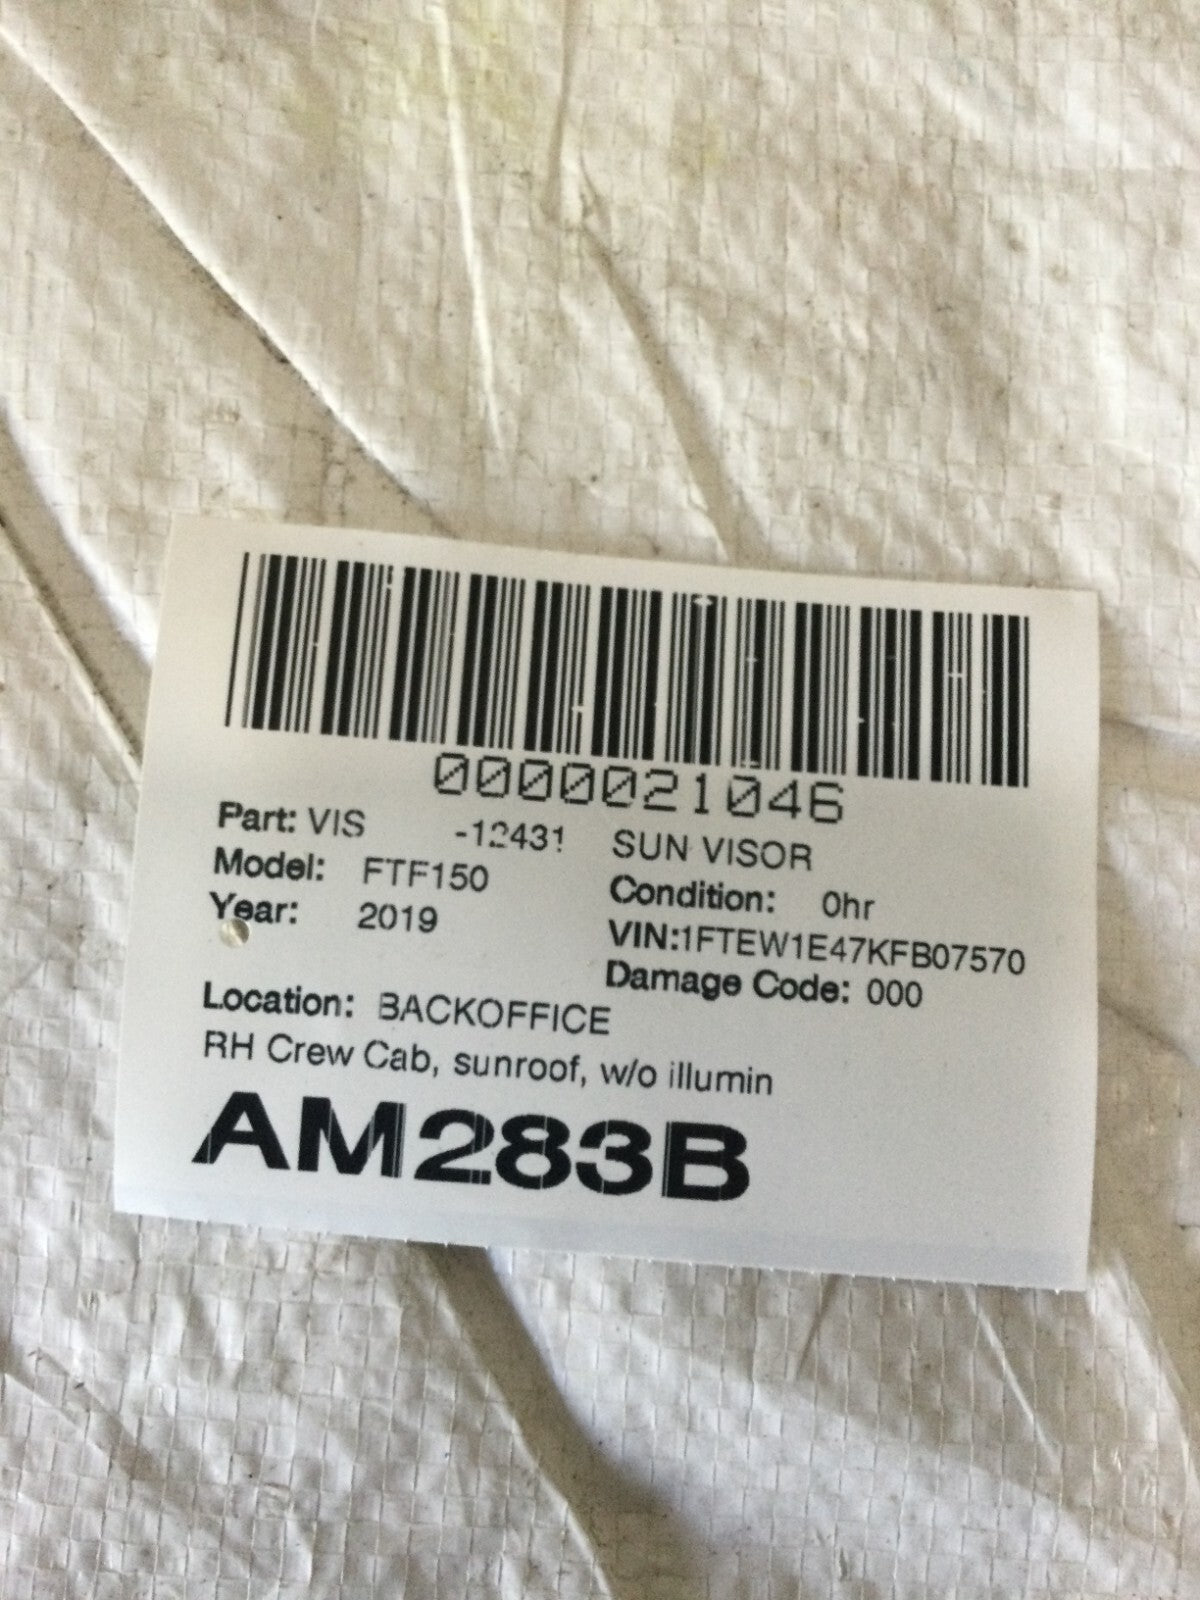 0000021046
Part: VIS -12431 SUN VISOR
Model: FTF150 Condition: 0hr
Year: 2019 VIN:1FTEW1E47KFB07570
Damage Code: 000
Location: BACKOFFICE
RH Crew Cab, sunroof, w/o illumin
AM283B